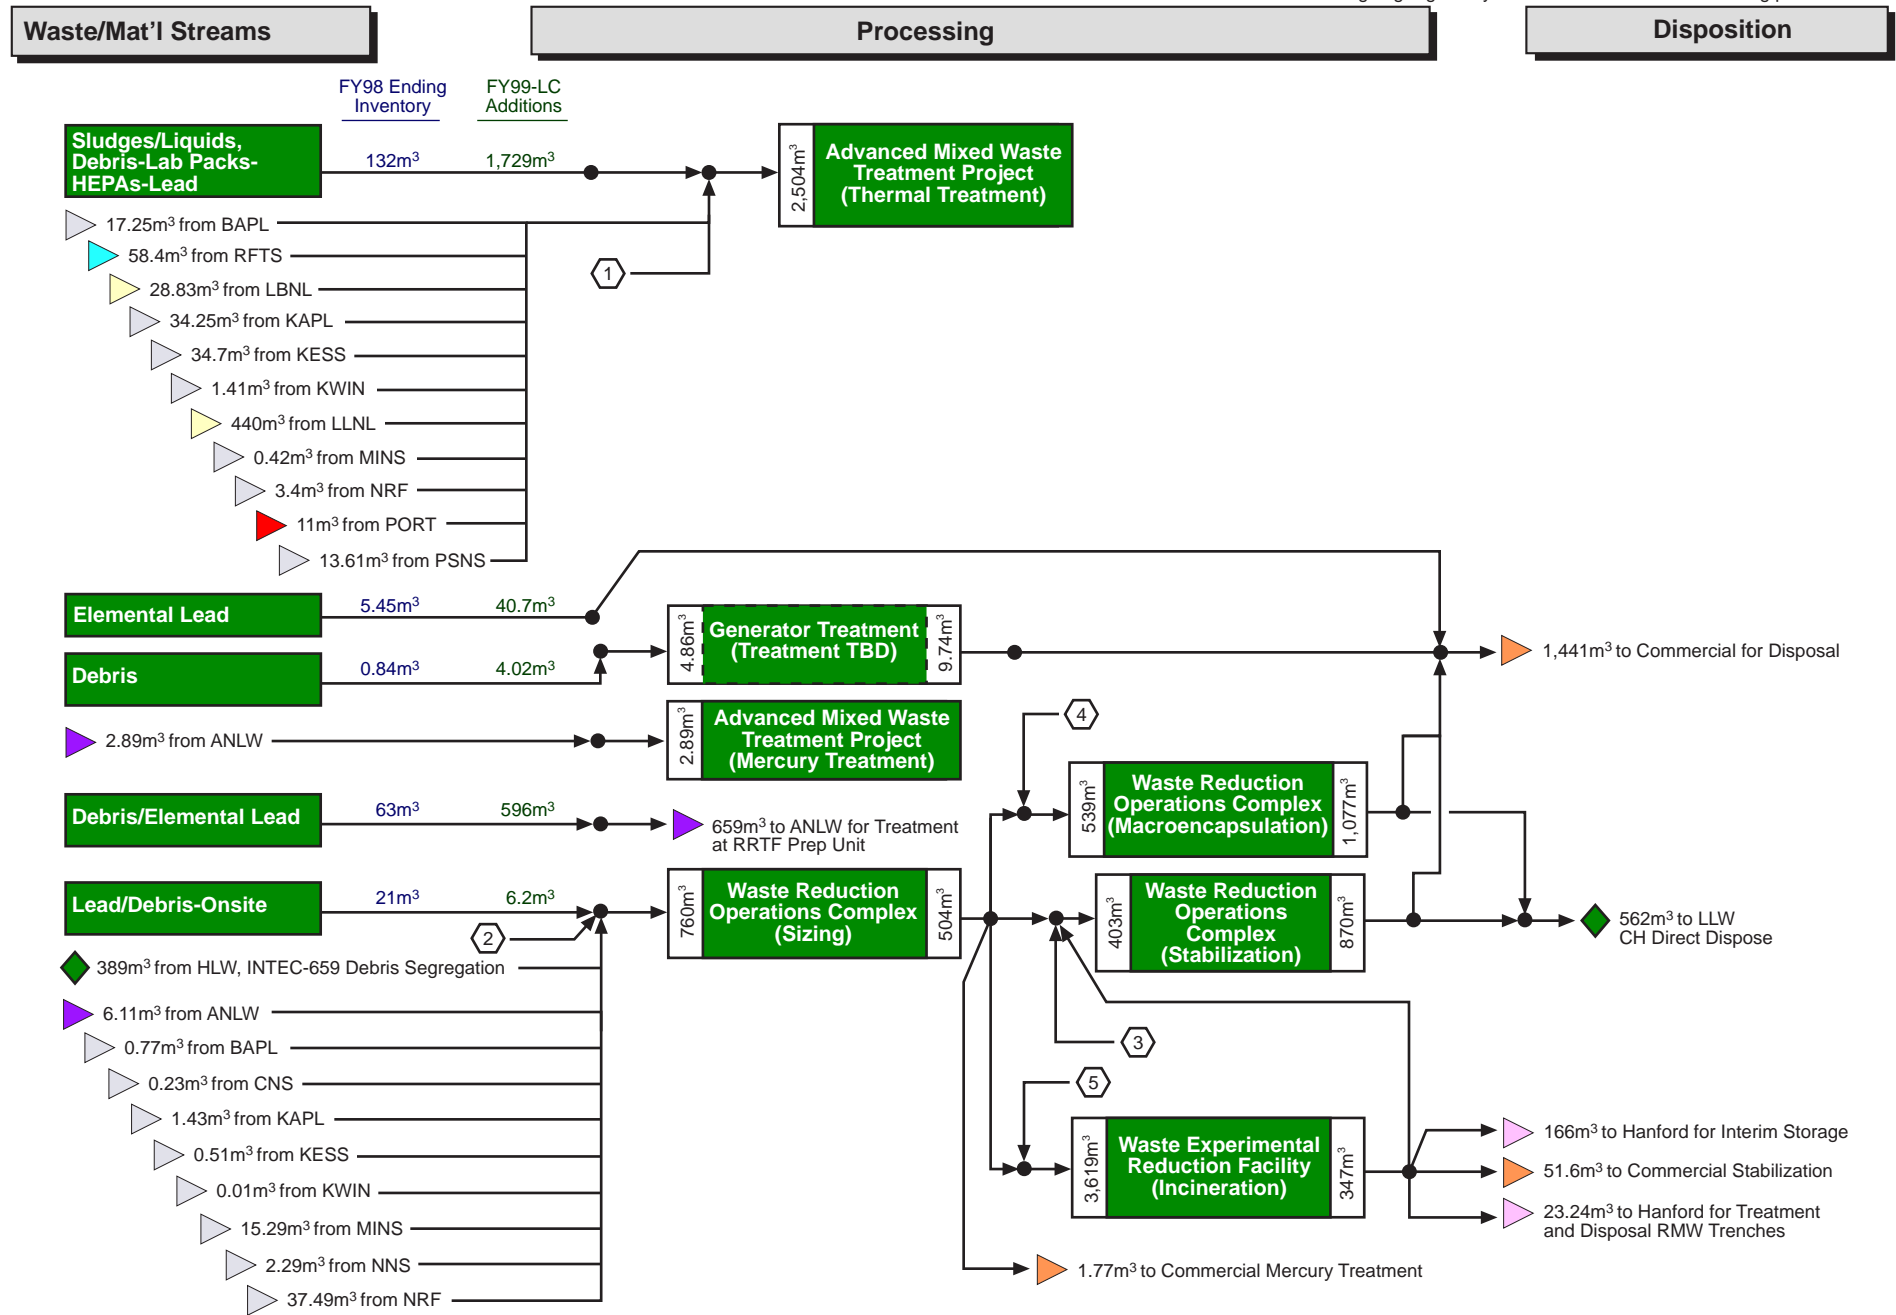 Waste/Mat'l Streams
Processing
Disposition
FY98 Ending
Inventory
FY99-LC
Additions
Sludges/Liquids,
Debris-Lab Packs-
HEPAs-Lead
132m³
1,729m³
2,504m³
Advanced Mixed Waste
Treatment Project
(Thermal Treatment)
17.25m³ from BAPL
58.4m³ from RFTS
1
28.83m³ from LBNL
34.25m³ from KAPL
34.7m³ from KESS
1.41m³ from KWIN
440m³ from LLNL
0.42m³ from MINS
3.4m³ from NRF
11m³ from PORT
13.61m³ from PSNS
Elemental Lead
5.45m³
40.7m³
Debris
0.84m³
4.02m³
4.86m³
Generator Treatment
(Treatment TBD)
9.74m³
1,441m³ to Commercial for Disposal
2.89m³ from ANLW
2.89m³
Advanced Mixed Waste
Treatment Project
(Mercury Treatment)
4
Debris/Elemental Lead
63m³
596m³
659m³ to ANLW for Treatment
at RRTF Prep Unit
539m³
Waste Reduction
Operations Complex
(Macroencapsulation)
1,077m³
Lead/Debris-Onsite
21m³
6.2m³
2
760m³
Waste Reduction
Operations Complex
(Sizing)
504m³
403m³
Waste Reduction
Operations
Complex
(Stabilization)
870m³
562m³ to LLW
CH Direct Dispose
389m³ from HLW, INTEC-659 Debris Segregation
6.11m³ from ANLW
3
0.77m³ from BAPL
0.23m³ from CNS
5
1.43m³ from KAPL
0.51m³ from KESS
0.01m³ from KWIN
15.29m³ from MINS
2.29m³ from NNS
37.49m³ from NRF
3,619m³
Waste Experimental
Reduction Facility
(Incineration)
347m³
166m³ to Hanford for Interim Storage
51.6m³ to Commercial Stabilization
23.24m³ to Hanford for Treatment
and Disposal RMW Trenches
1.77m³ to Commercial Mercury Treatment